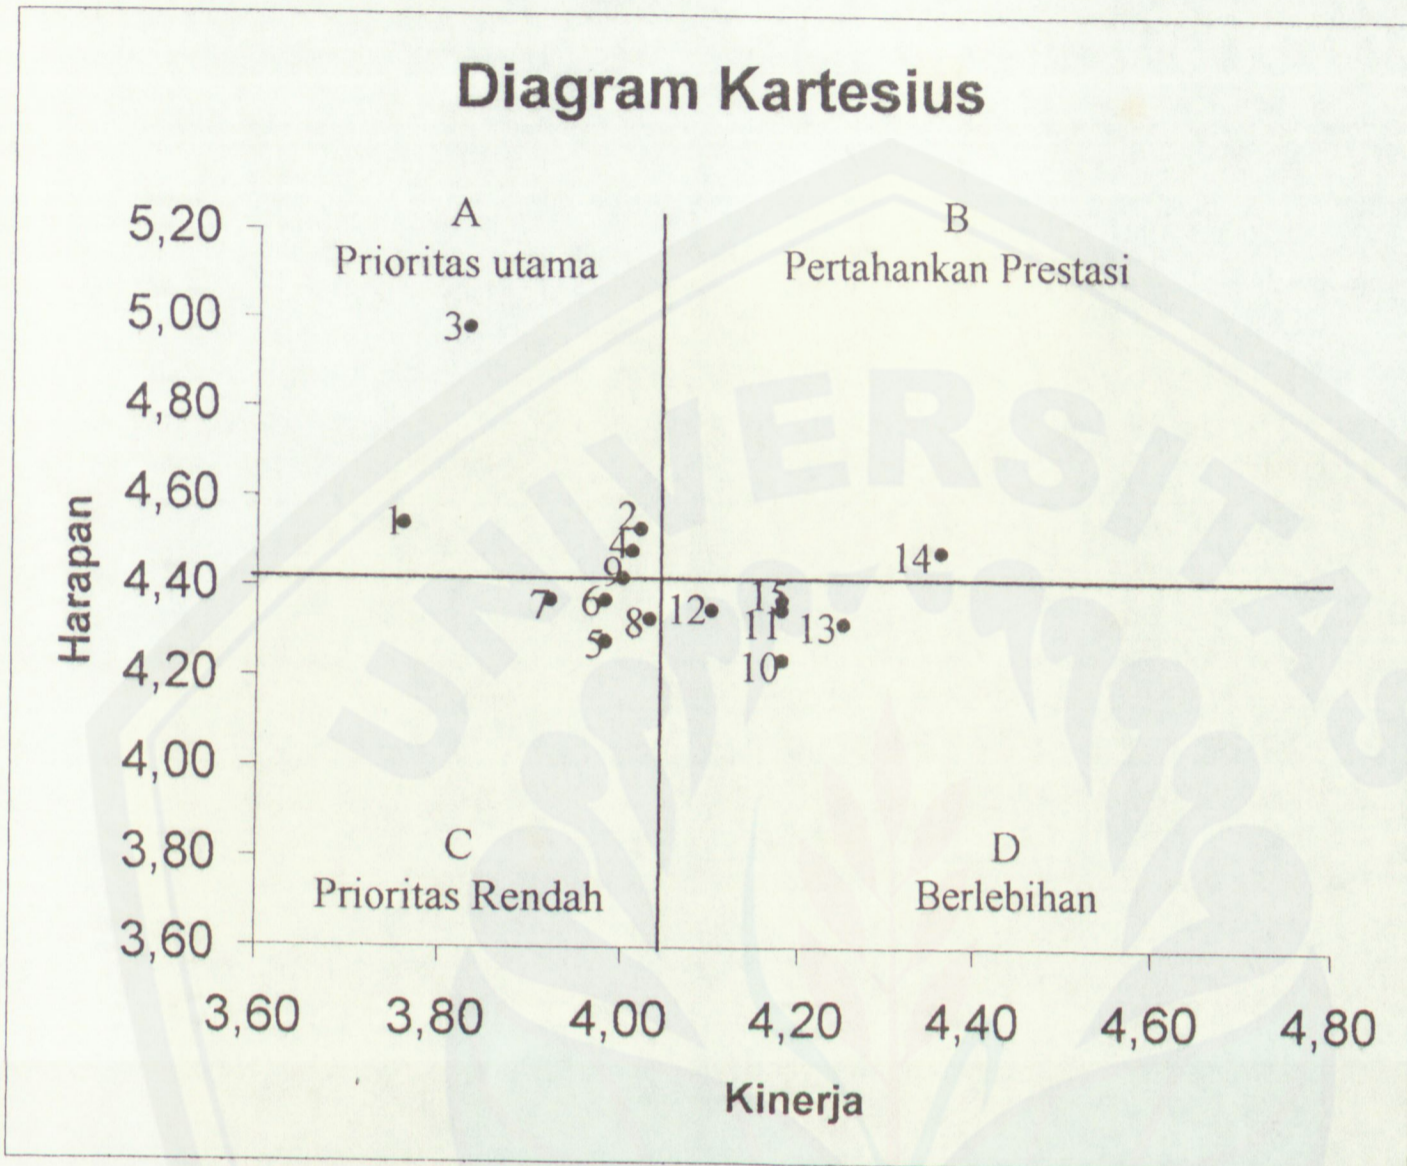 Diagram Kartesius
A
Prioritas utama
B
Pertahankan Prestasi
5,20
5,00
4,80
4,60
4,40
4,20
4,00
3,80
3,60
Harapan
3
1
2
4
9
14
7
6
8
5
12
15
11
13
10
C
Prioritas Rendah
D
Berlebihan
3,60
3,80
4,00
4,20
4,40
4,60
4,80
Kinerja
UNIVERSITAS